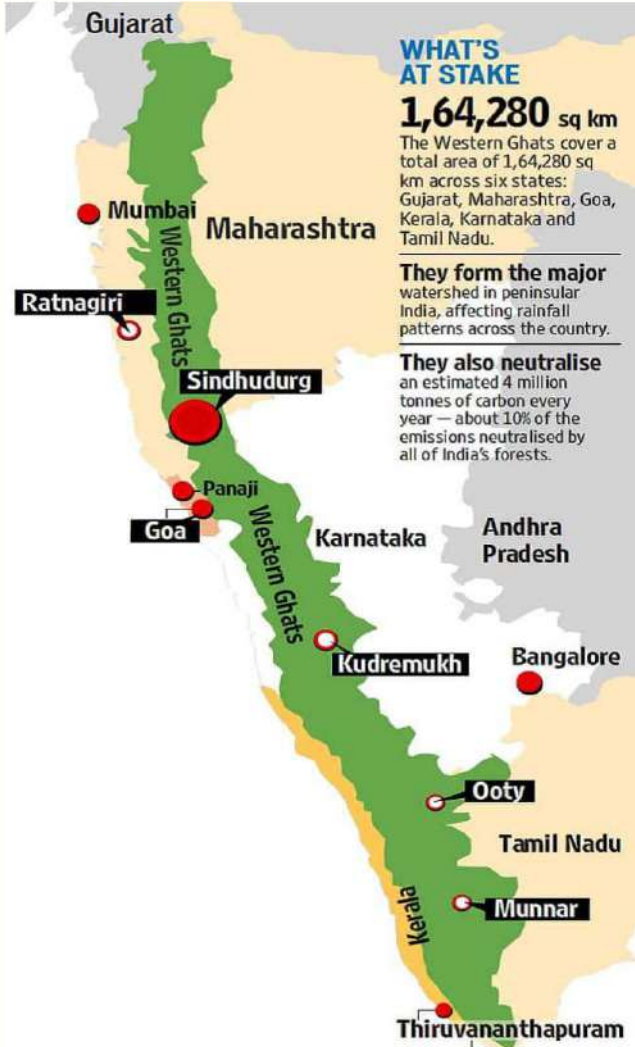 Gujarat
WHAT'S
AT STAKE
1,64,280 sq km
The Western Ghats cover a
total area of 1,64,280 sq
km across six states:
Gujarat, Maharashtra, Goa,
Kerala, Karnataka and
Tamil Nadu.
They form the major
watershed in peninsular
India, affecting rainfall
patterns across the country.
They also neutralise
an estimated 4 million
tonnes of carbon every
year — about 10% of the
emissions neutralised by
all of India's forests.
Mumbai
Maharashtra
Western Ghats
Ratnagiri
Sindhudurg
Panaji
Goa
Western Ghats
Karnataka
Andhra
Pradesh
Kudremukh
Bangalore
Ooty
Tamil Nadu
Kerala
Munnar
Thiruvananthapuram